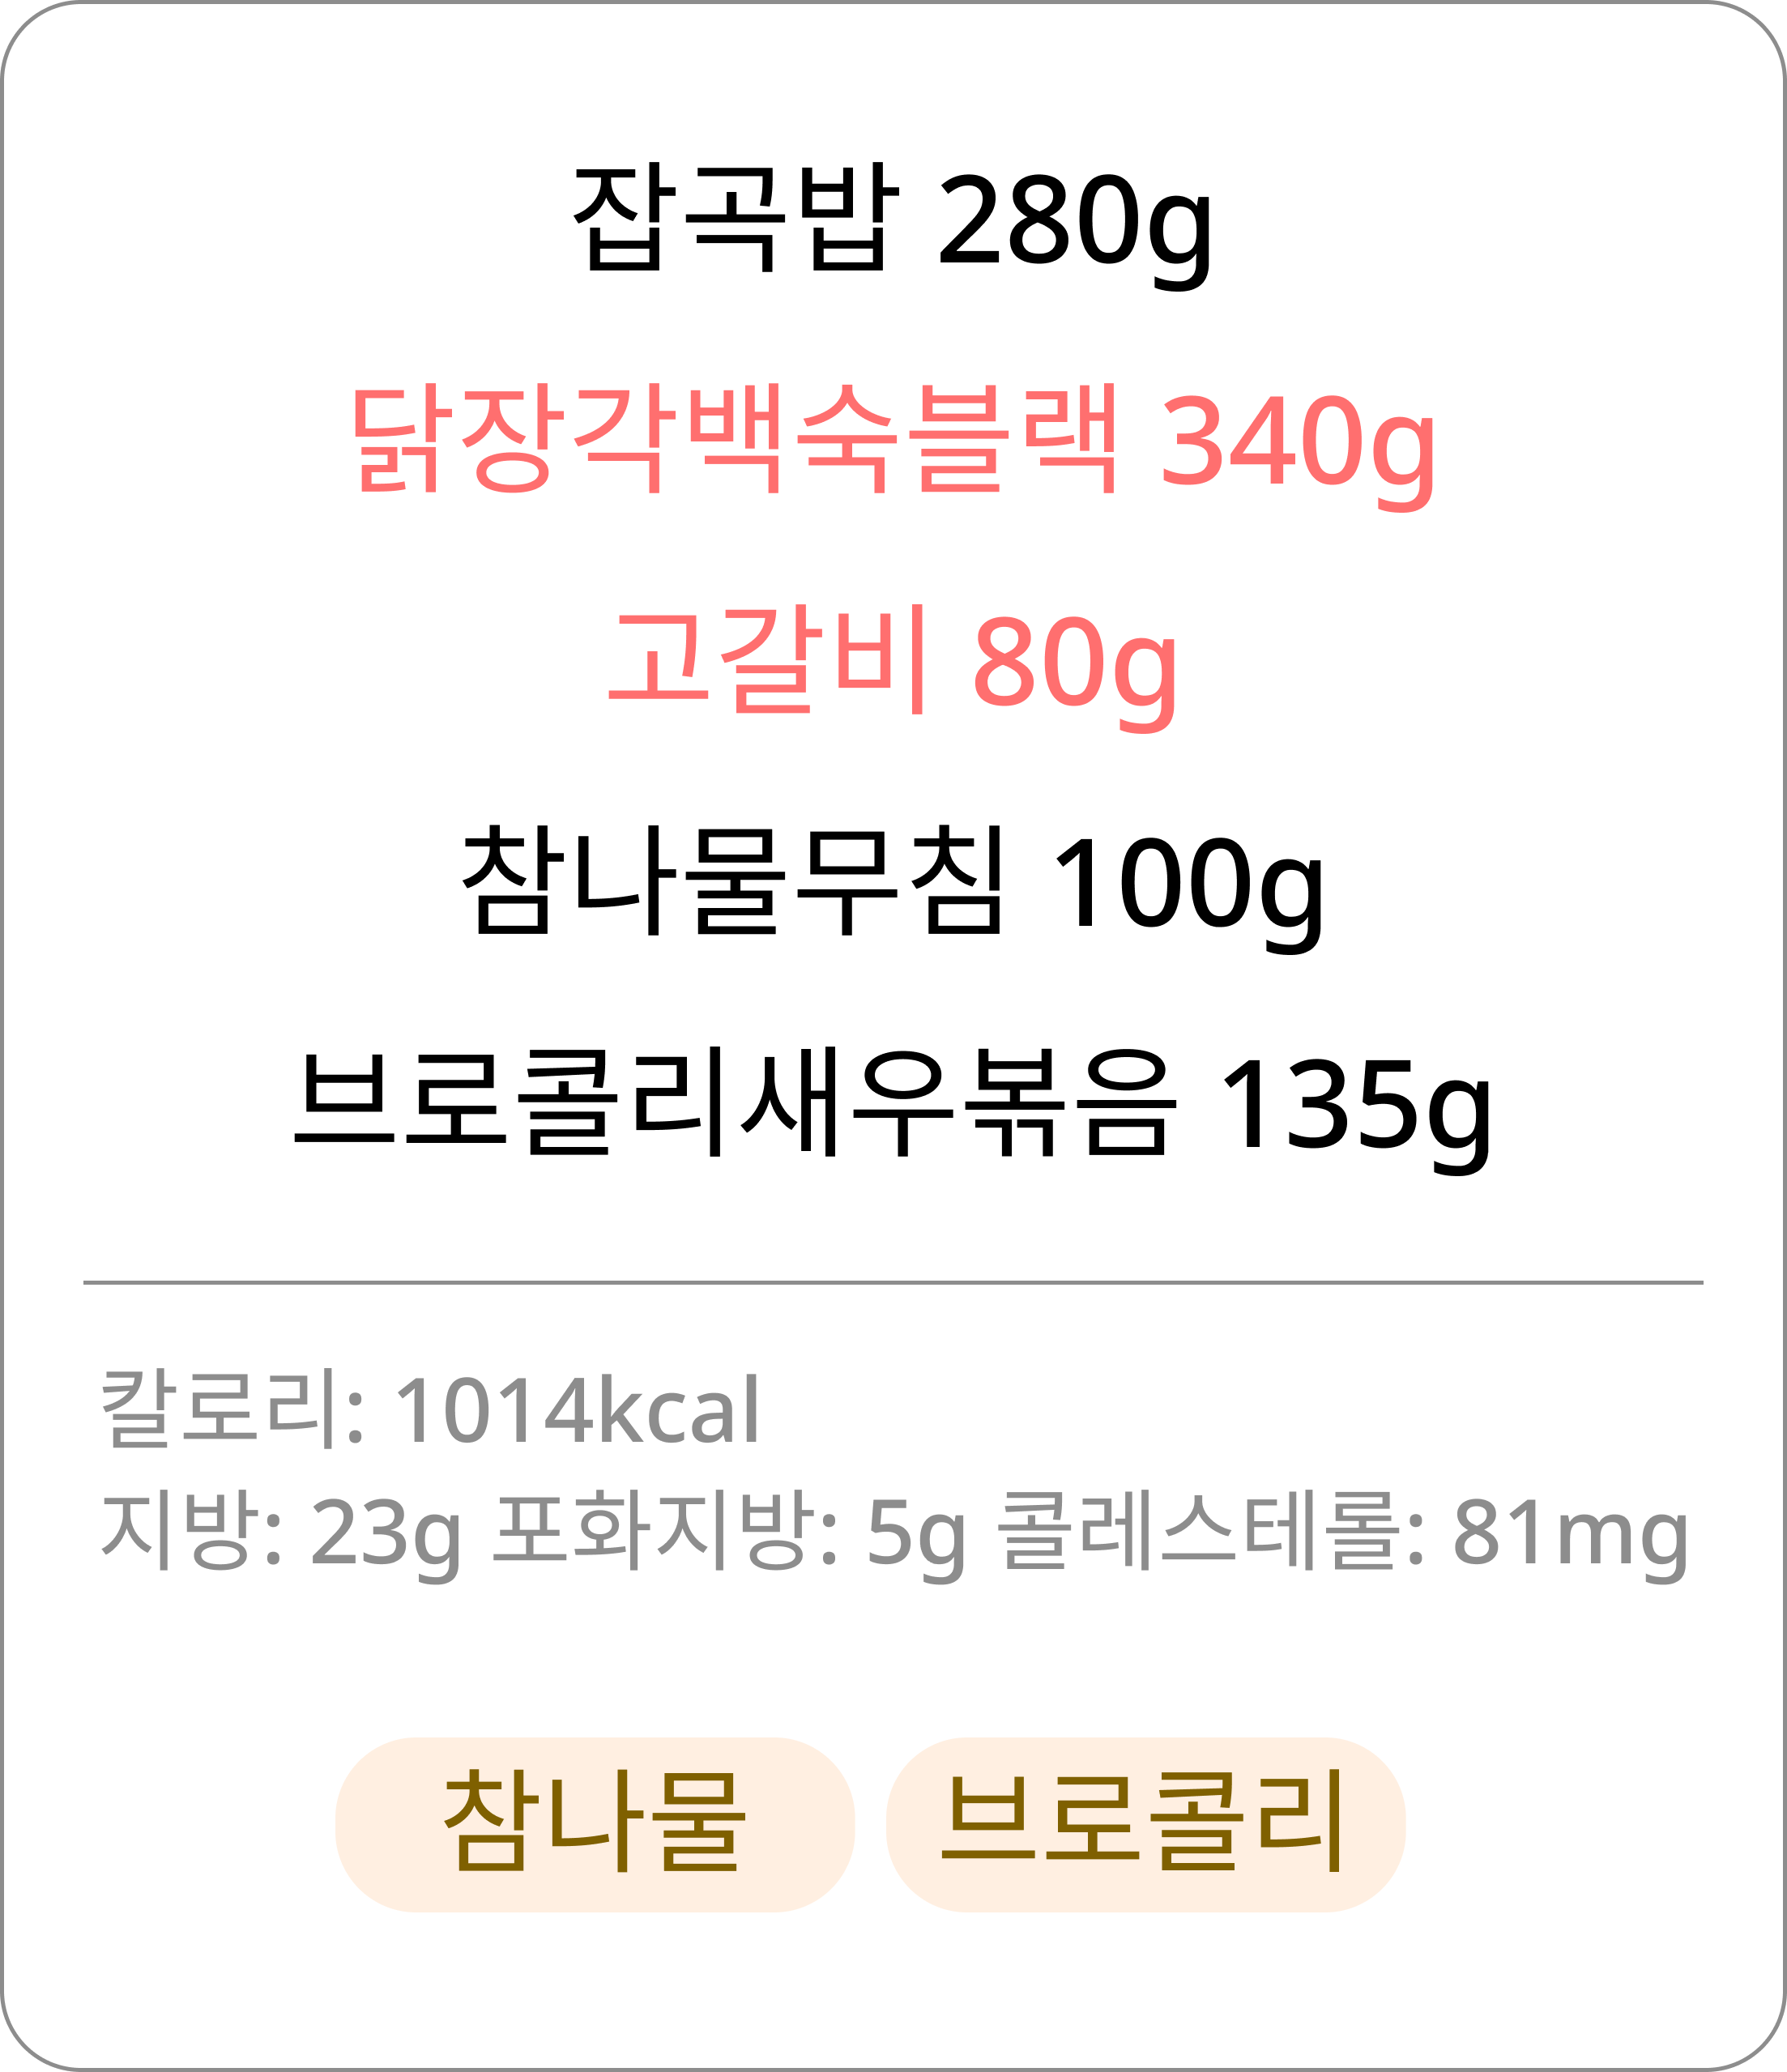 잡곡밥 280g
닭장각백숙블랙 340g
고갈비 80g
참나물무침 100g
브로콜리새우볶음 135g
칼로리: 1014kcal
지방: 23g 포화지방: 5g 콜레스테롤: 81mg
참나물 브로콜리